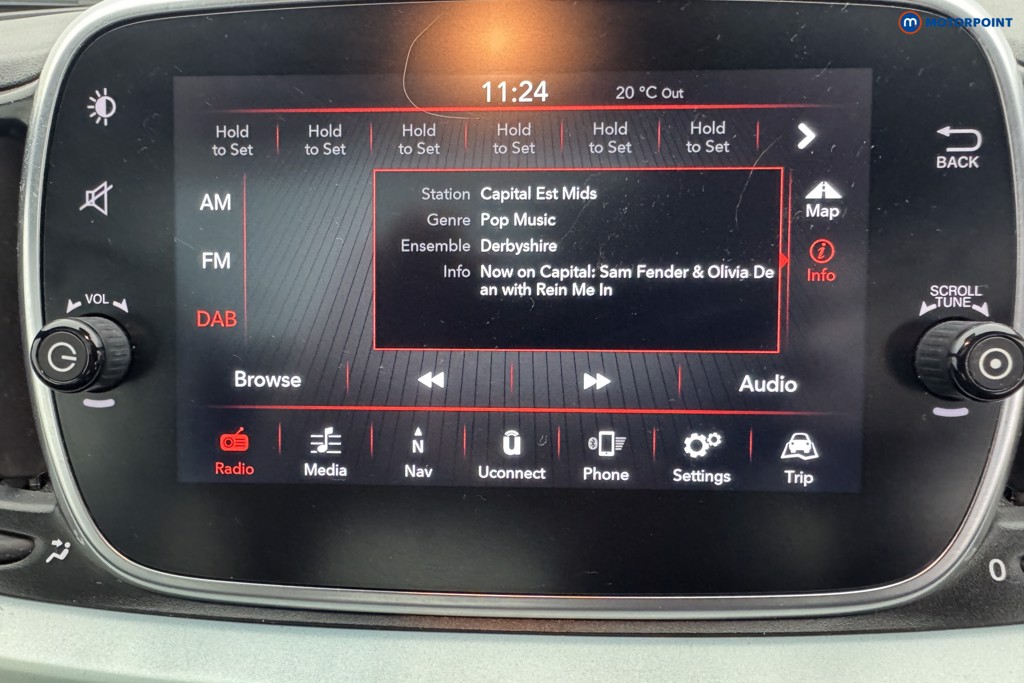 MOTORPOINT
11:24 20 °C Out
Hold to Set
Hold to Set
Hold to Set
Hold to Set
Hold to Set
Hold to Set
BACK
AM
FM
DAB
Station Capital Est Mids
Genre Pop Music
Ensemble Derbyshire
Info Now on Capital: Sam Fender & Olivia De
an with Rein Me In
Map
Info
VOL
SCROLL
TUNE
Browse
Audio
Radio
Media
N
Nav
Uconnect
Phone
Settings
Trip
0